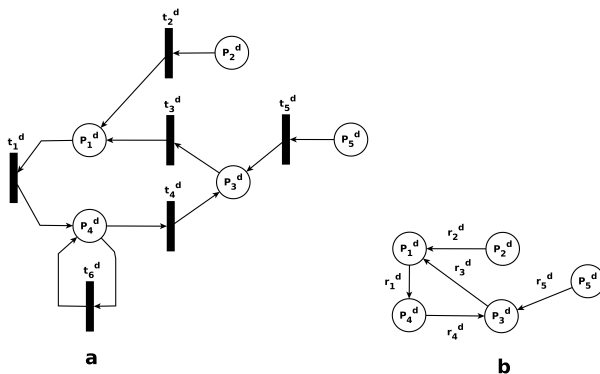 t₂ᵈ
P₂ᵈ
t₃ᵈ
t₅ᵈ
t₁ᵈ
P₁ᵈ
P₅ᵈ
P₃ᵈ
t₄ᵈ
P₄ᵈ
t₆ᵈ
a
P₁ᵈ
r₂ᵈ
P₂ᵈ
r₃ᵈ
r₁ᵈ
r₅ᵈ
P₅ᵈ
P₄ᵈ
P₃ᵈ
r₄ᵈ
b